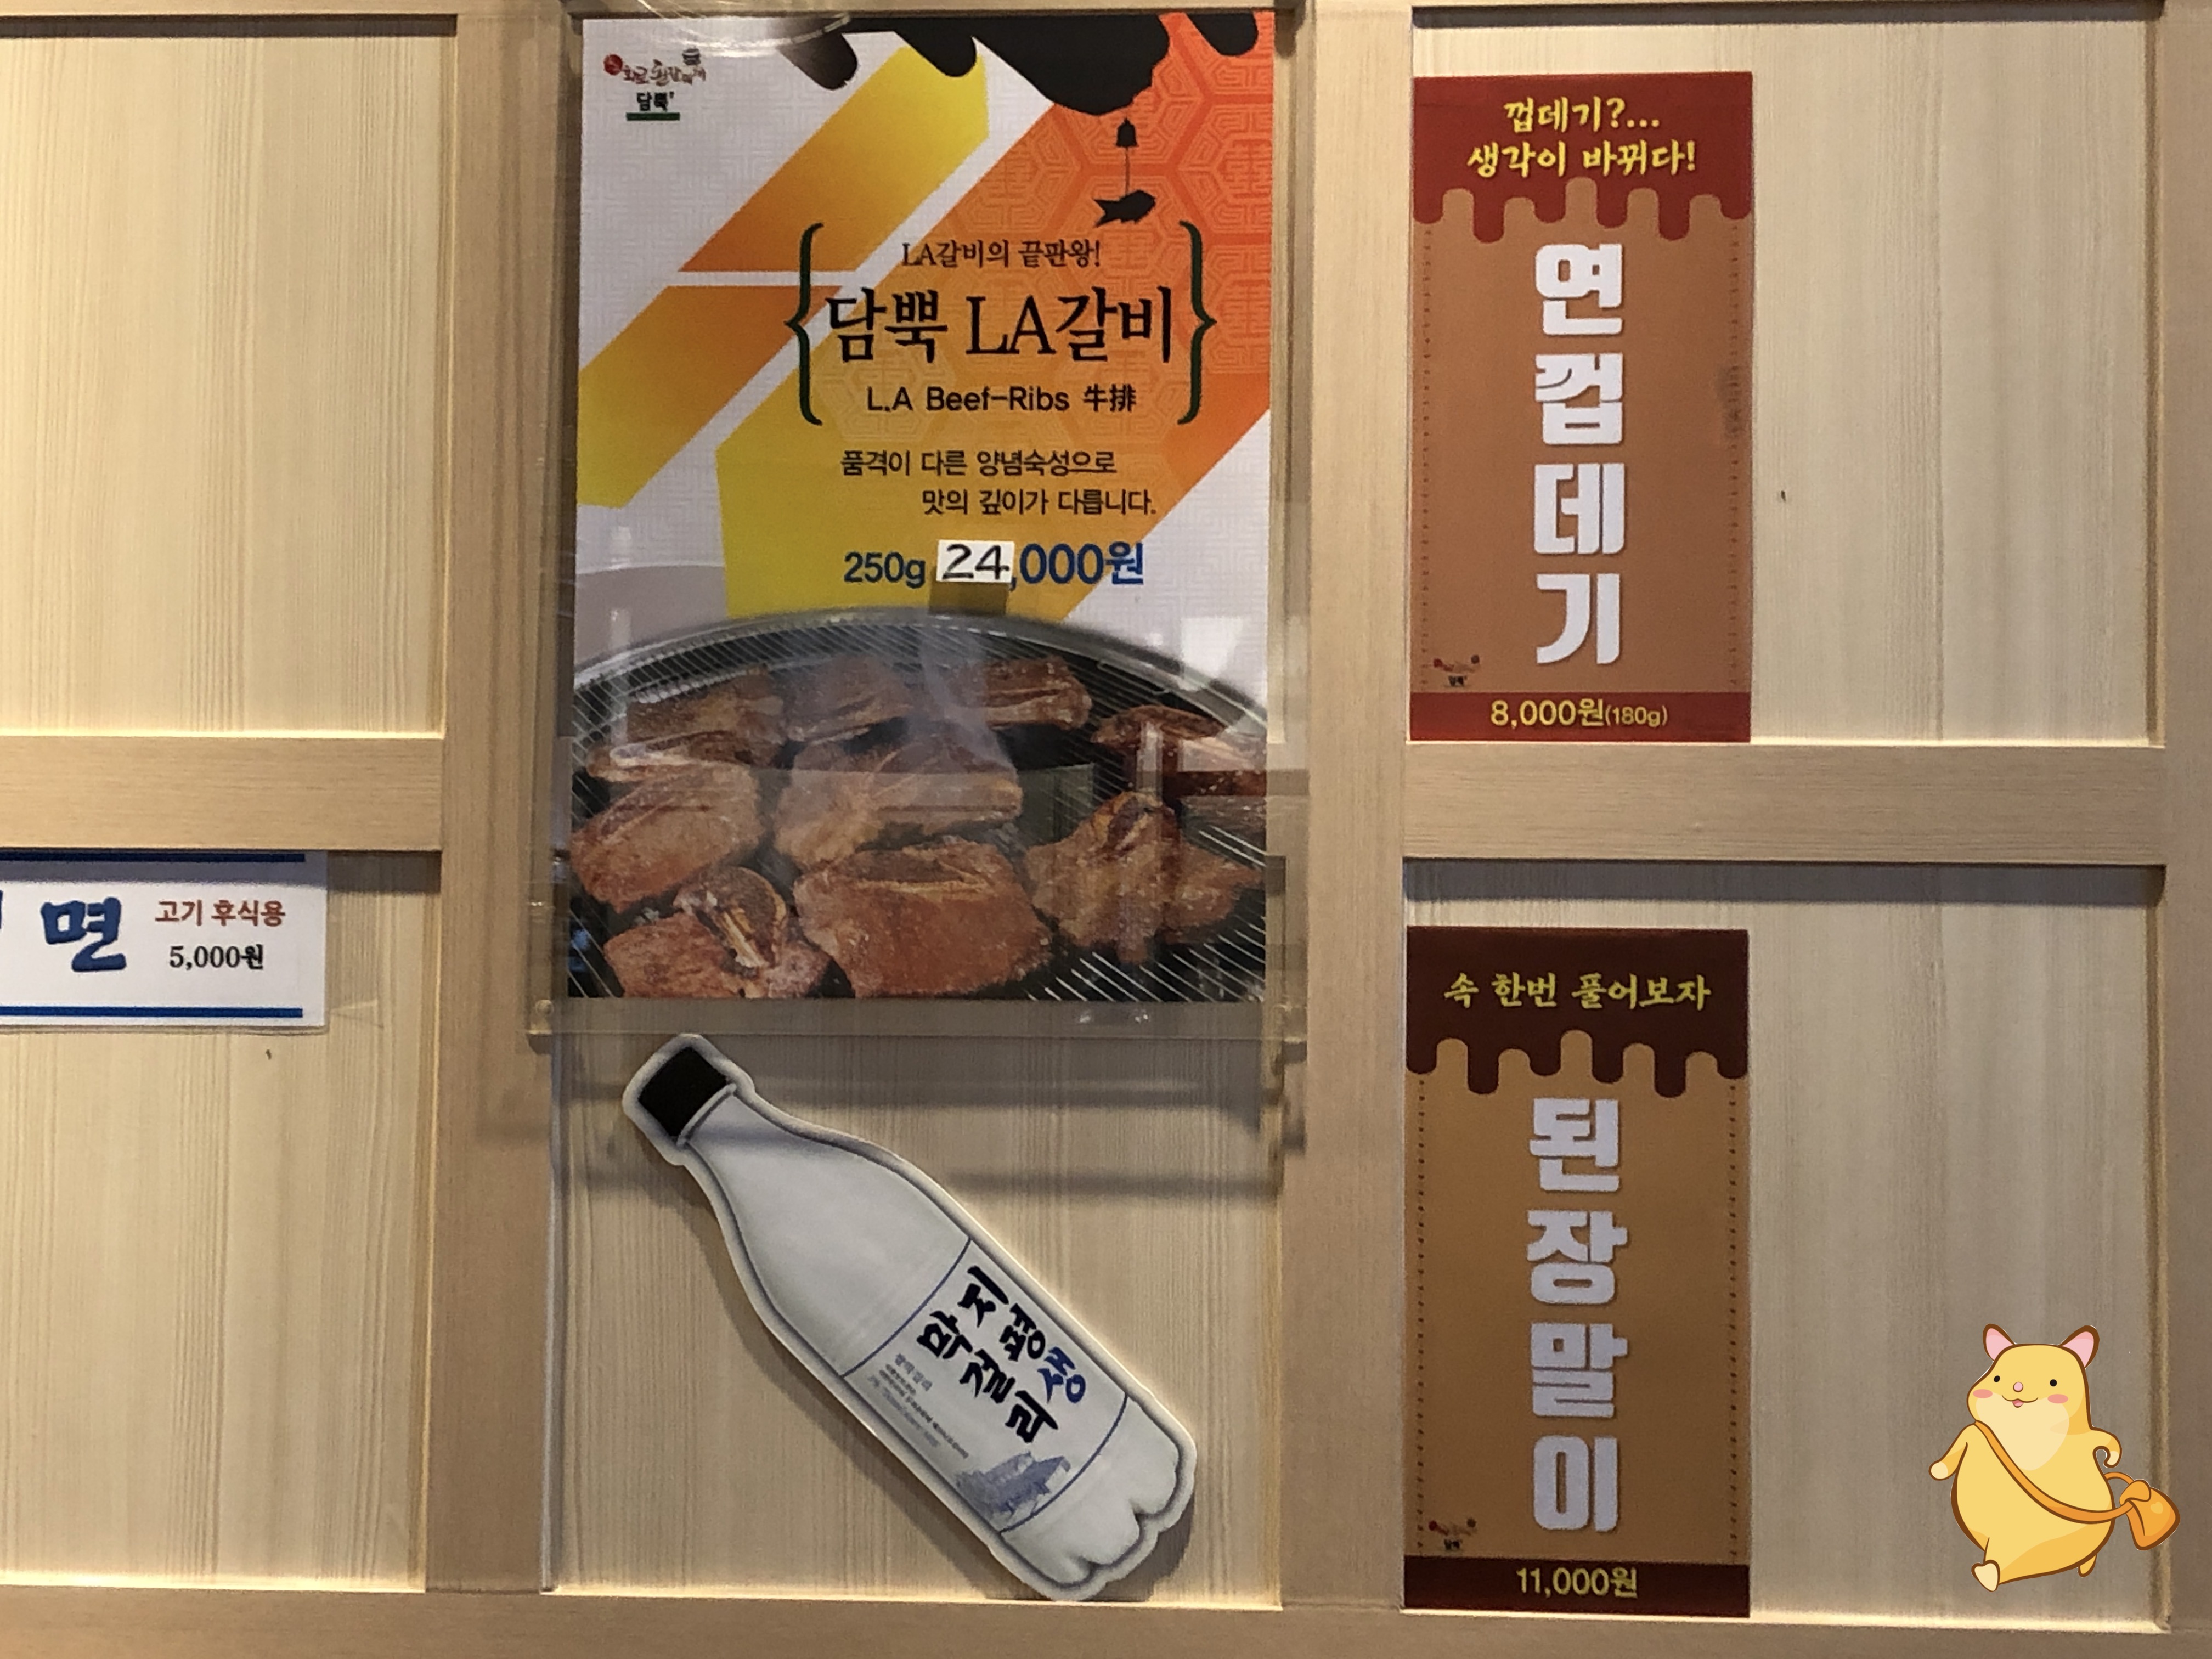 담뿍
LA갈비의 끝판왕!
담뿍 LA갈비
L.A Beef-Ribs 牛排
품격이 다른 양념숙성으로
맛의 깊이가 다릅니다.
250g 24,000원
껍데기?...
생각이 바뀌다!
연껍데기
8,000원(180g)
면
고기 후식용
5,000원
지평생
막걸리
속 한번 풀어보자
된장말이
11,000원